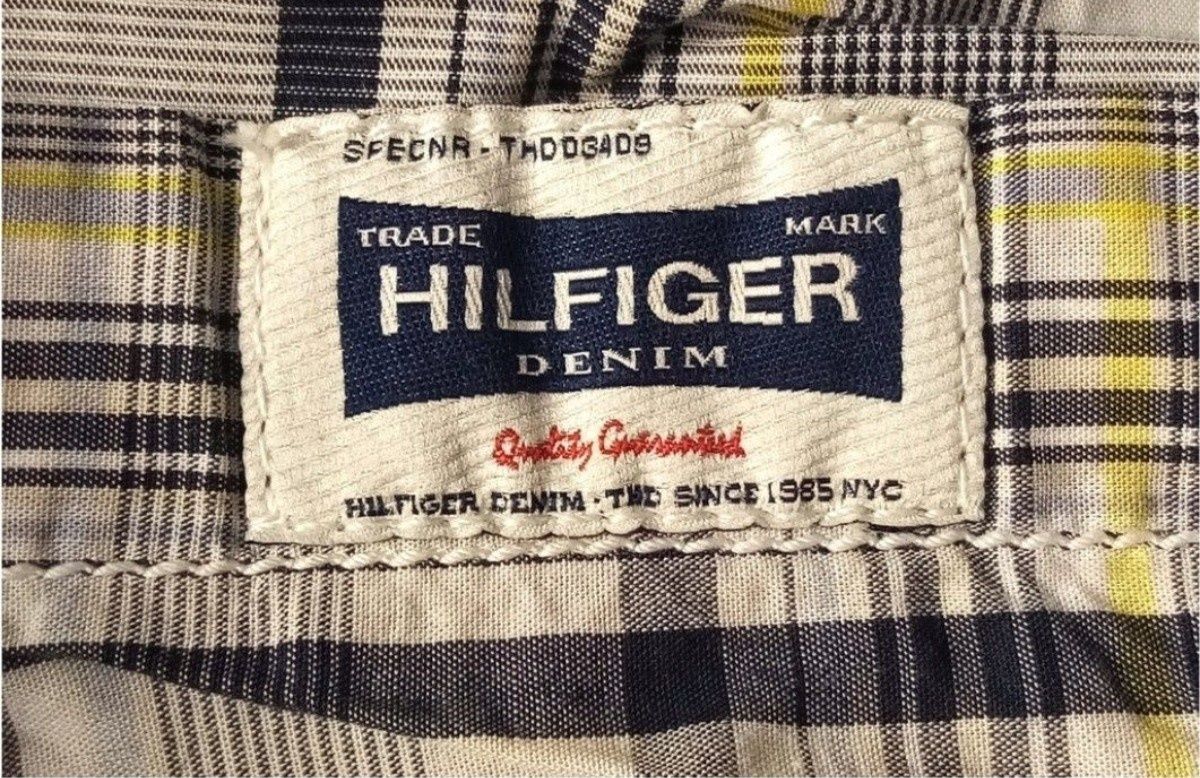 SPECNR - THD03409
TRADE MARK
HILFIGER
DENIM
Quality Guaranteed
HILFIGER DENIM - THD SINCE 1985 NYC